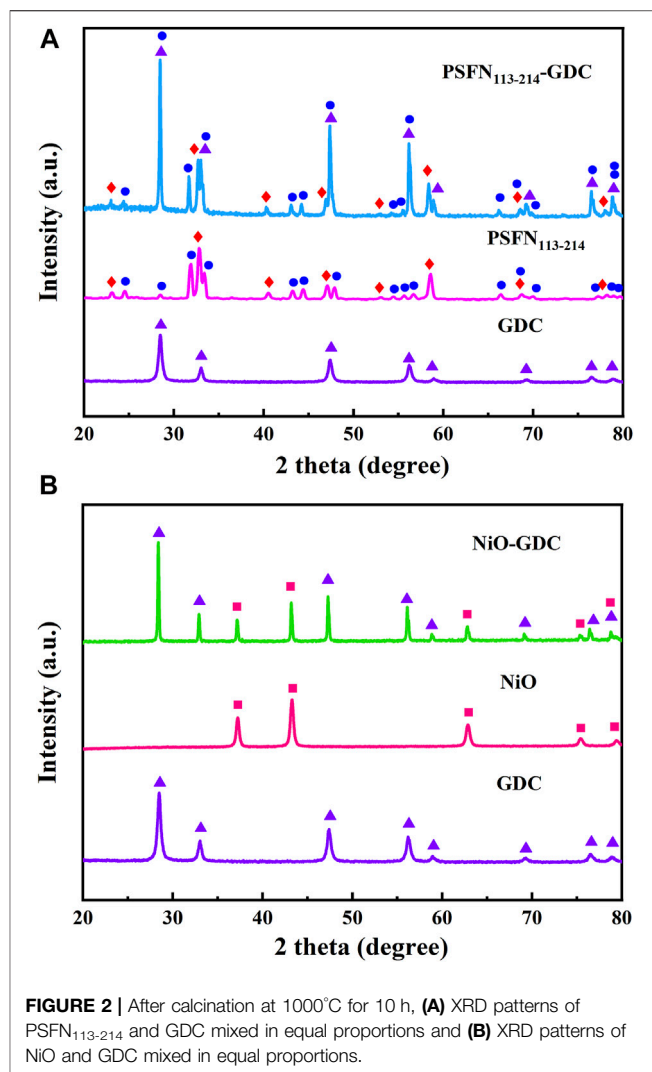 A
PSFN113-214-GDC
PSFN113-214
GDC
Intensity (a.u.)
20 30 40 50 60 70 80
2 theta (degree)
B
NiO-GDC
NiO
GDC
Intensity (a.u.)
20 30 40 50 60 70 80
2 theta (degree)
FIGURE 2 | After calcination at 1000°C for 10 h, (A) XRD patterns of
PSFN113-214 and GDC mixed in equal proportions and (B) XRD patterns of
NiO and GDC mixed in equal proportions.